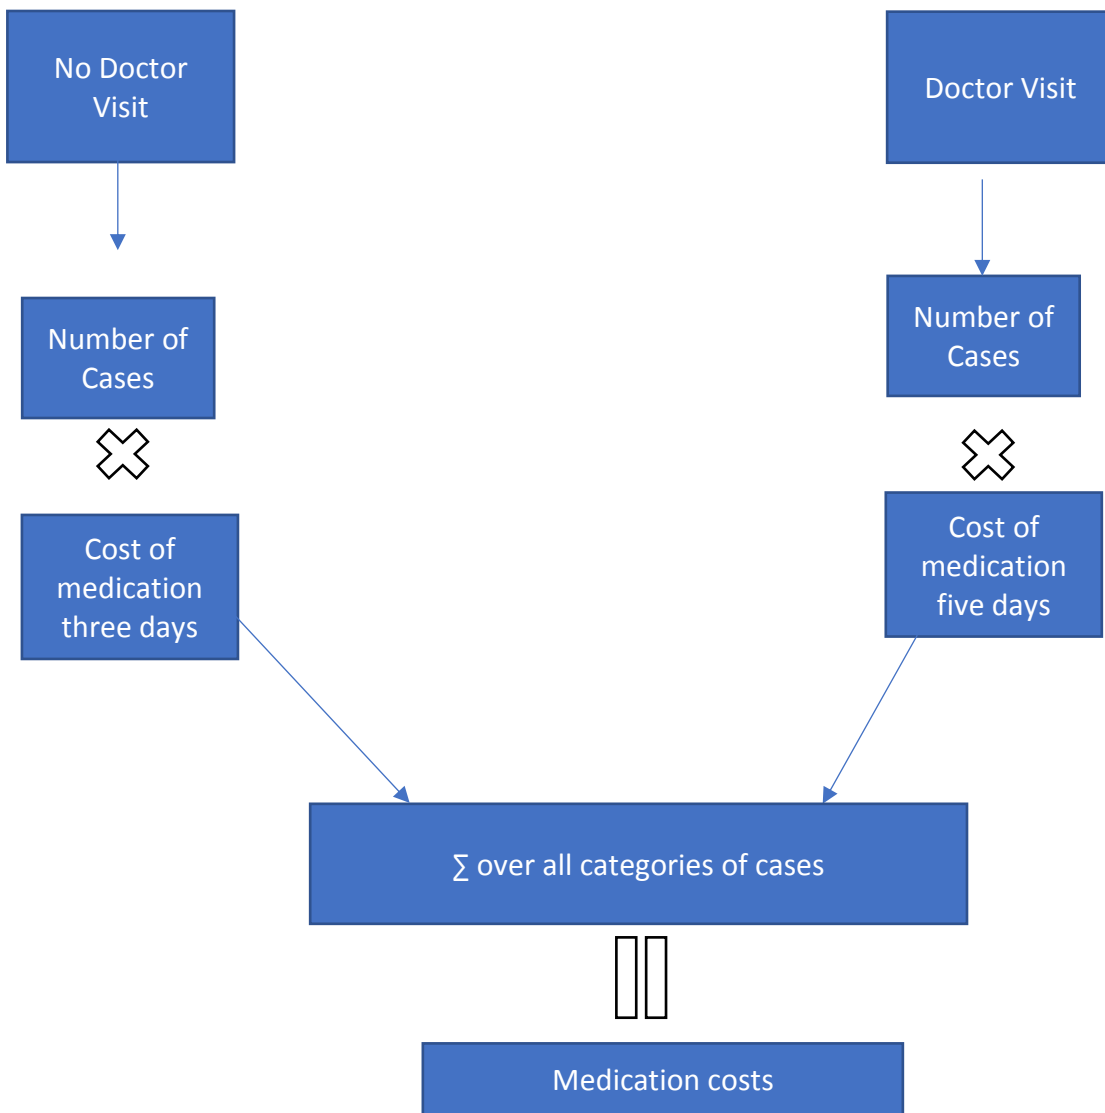 No Doctor
Visit
Doctor Visit
Number of
Cases
Number of
Cases
Cost of
medication
three days
Cost of
medication
five days
∑ over all categories of cases
Medication costs